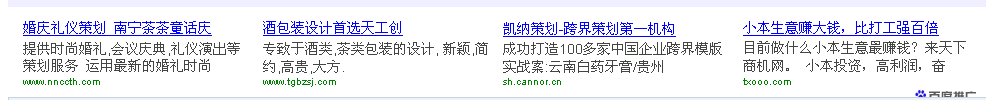 婚庆礼仪策划 南宁茶茶童话庆
提供时尚婚礼,会议庆典,礼仪演出等
策划服务 运用最新的婚礼时尚
www.nnccth.com
酒包装设计首选天工创
专致于酒类,茶类包装的设计,新颖,简
约,高贵,大方.
www.tgbzsj.com
凯纳策划-跨界策划第一机构
成功打造100多家中国企业跨界模版
实战案:云南白药牙膏/贵州
sh.cannor.cn
小本生意赚大钱，比打工强百倍
目前做什么小本生意最赚钱？来天下
商机网。 小本投资，高利润，奋
txooo.com
百度推广